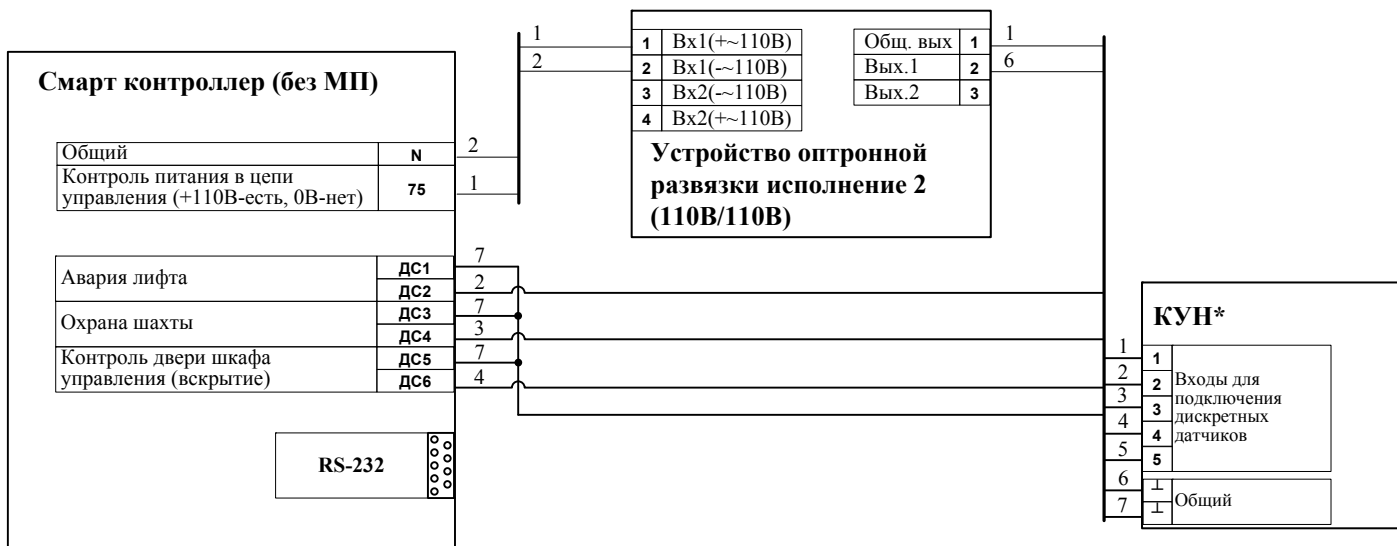 Смарт контроллер (без МП)
Общий N 2
Контроль питания в цепи
управления (+110В-есть, 0В-нет) 75 1
Авария лифта
ДС1 7
ДС2 2
Охрана шахты
ДС3 7
ДС4 3
Контроль двери шкафа
управления (вскрытие)
ДС5 7
ДС6 4
RS-232
1 1 Вх1(+~110В)
2 2 Вх1(-~110В)
3 Вх2(-~110В)
4 Вх2(+~110В)
Общ. вых 1 1
Вых.1 2 6
Вых.2 3
Устройство оптронной
развязки исполнение 2
(110В/110В)
КУН*
1 1
2 2
3 3
4 4
5 5
Входы для
подключения
дискретных
датчиков
6 ⊥
7 ⊥
Общий